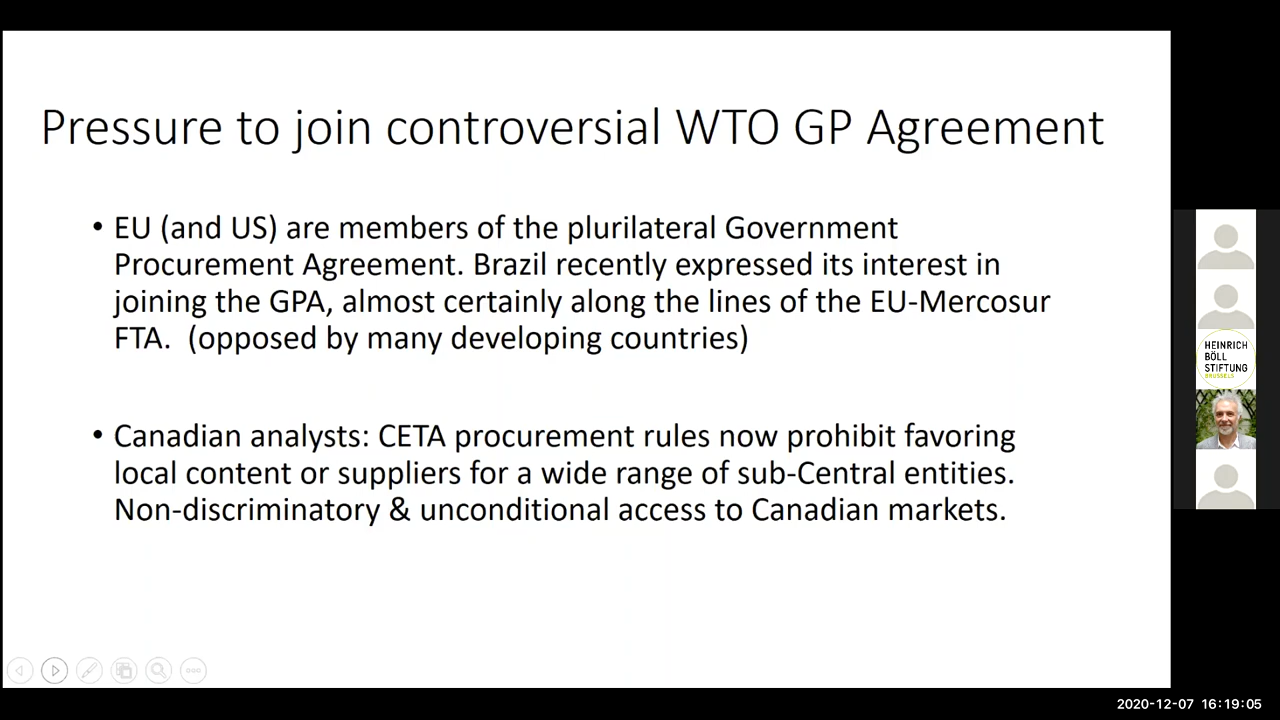 Pressure to join controversial WTO GP Agreement
• EU (and US) are members of the plurilateral Government
Procurement Agreement. Brazil recently expressed its interest in
joining the GPA, almost certainly along the lines of the EU-Mercosur
FTA.  (opposed by many developing countries)
• Canadian analysts: CETA procurement rules now prohibit favoring
local content or suppliers for a wide range of sub-Central entities.
Non-discriminatory & unconditional access to Canadian markets.
HEINRICH
BÖLL
STIFTUNG
BRUSSELS
2020-12-07  16:19:05